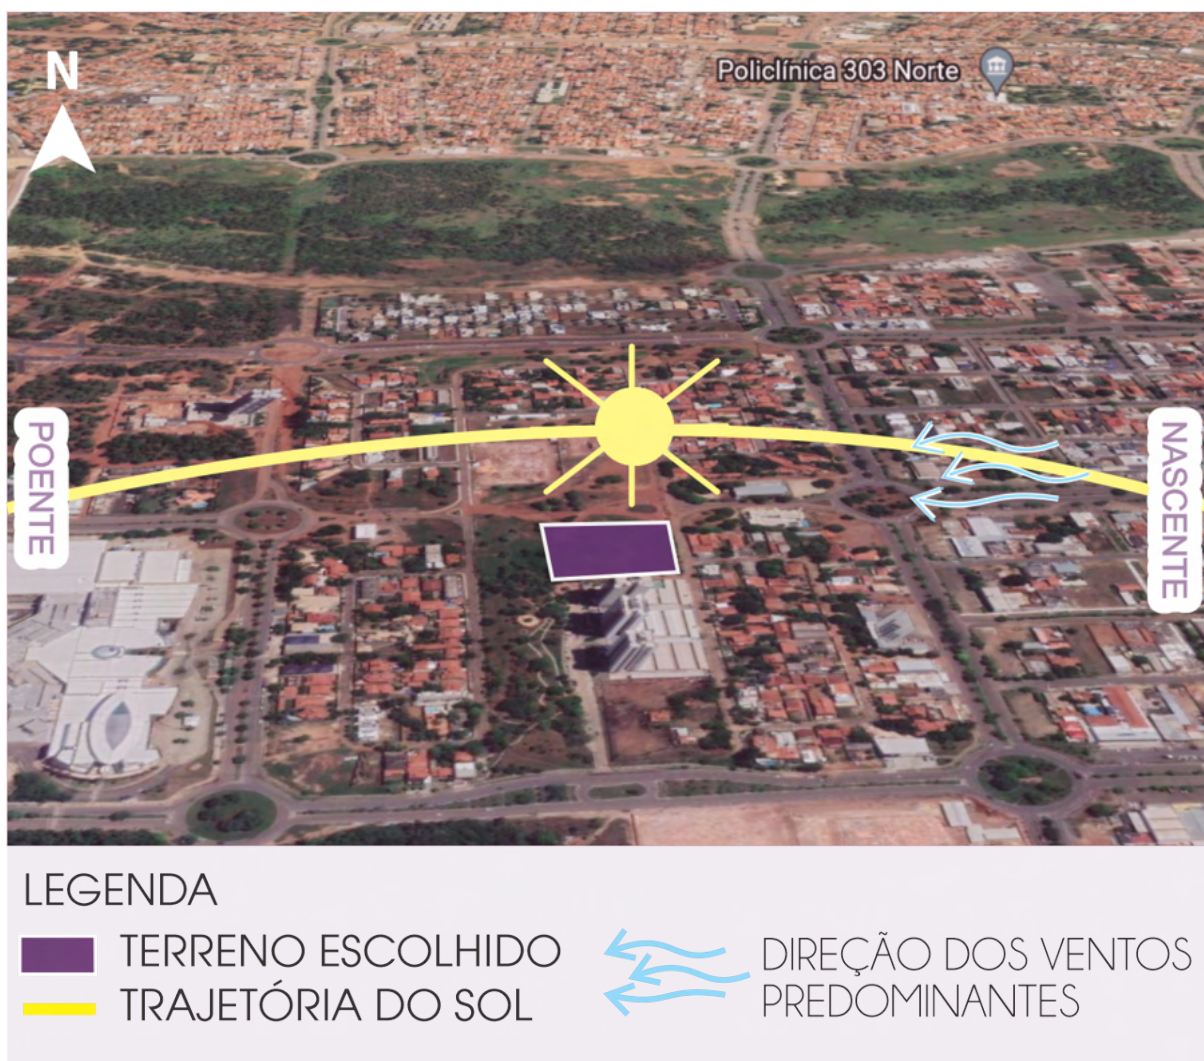 N
Policlínica 303 Norte
POENTE
NASCENTE
LEGENDA
TERRENO ESCOLHIDO
TRAJETÓRIA DO SOL
DIREÇÃO DOS VENTOS
PREDOMINANTES